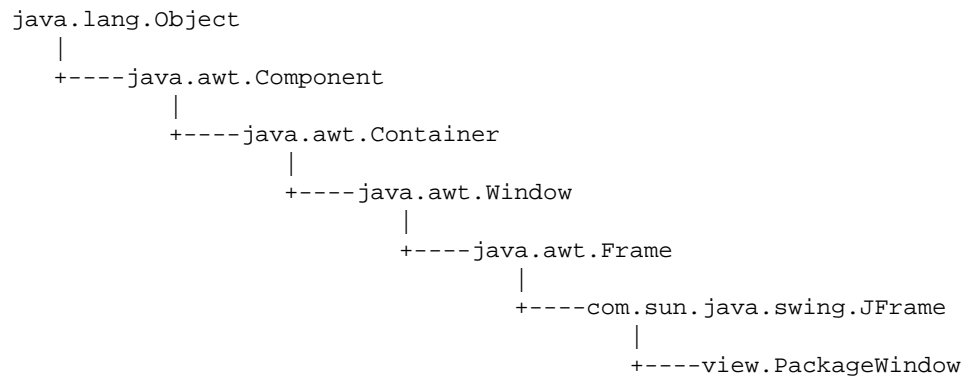 java.lang.Object
   |
   +----java.awt.Component
           |
           +----java.awt.Container
                   |
                   +----java.awt.Window
                           |
                           +----java.awt.Frame
                                   |
                                   +----com.sun.java.swing.JFrame
                                           |
                                           +----view.PackageWindow